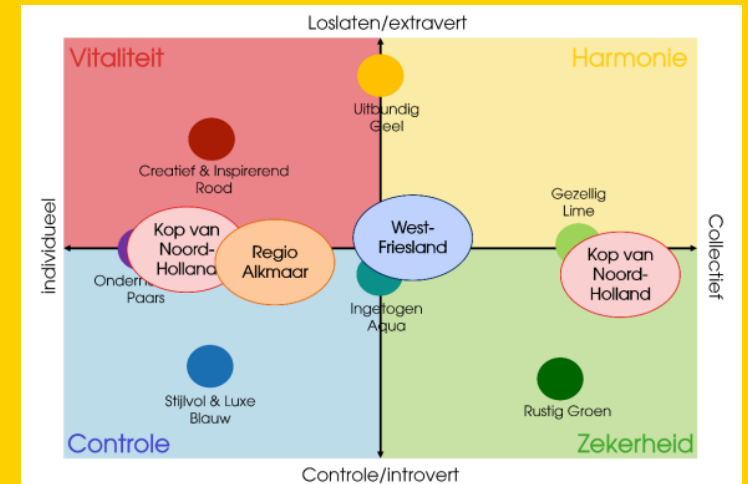 Loslaten/extravert
Vitaliteit
Harmonie
Uitbundig
Geel
Creatief & Inspirerend
Rood
Gezellig
Lime
individueel
Collectief
Kop van
Noord-
Holland
Regio
Alkmaar
West-
Friesland
Kop van
Noord-
Holland
Paars
Ingetogen
Aqua
Stijlvol & Luxe
Blauw
Rustig Groen
Controle
Zekerheid
Controle/introvert